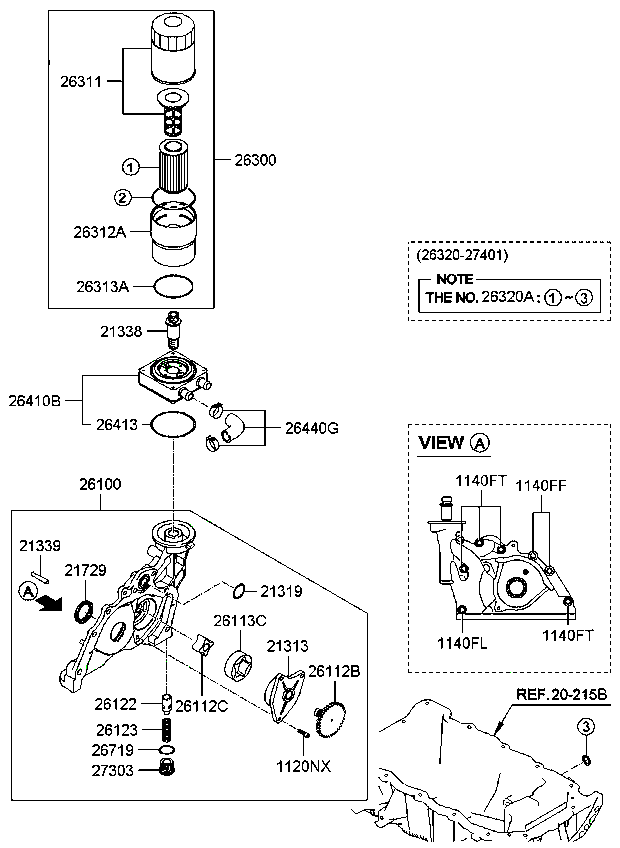 26311
1
26300
2
26312A
(26320-27401)
NOTE
THE NO. 26320A : 1 ~ 3
26313A
21338
26410B
26413
26440G
VIEW A
26100
1140FT
1140FF
21339
21729
A
21319
26113C
21313
26112B
1140FL
1140FT
26122
26112C
REF. 20-215B
26123
3
26719
1120NX
27303